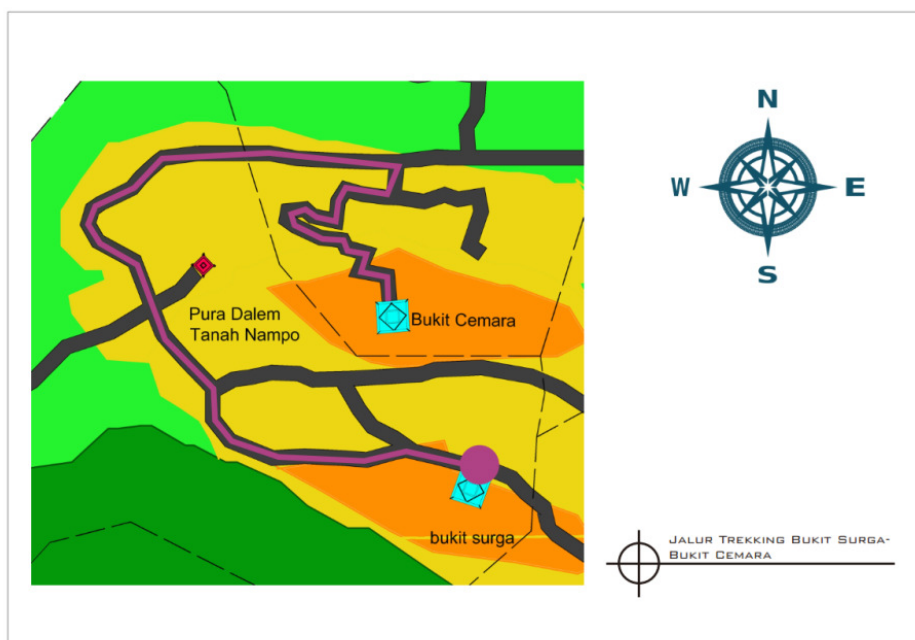 N
W
E
S
Pura Dalem
Tanah Nampo
Bukit Cemara
bukit surga
JALUR TREKKING BUKIT SURGA-
BUKIT CEMARA